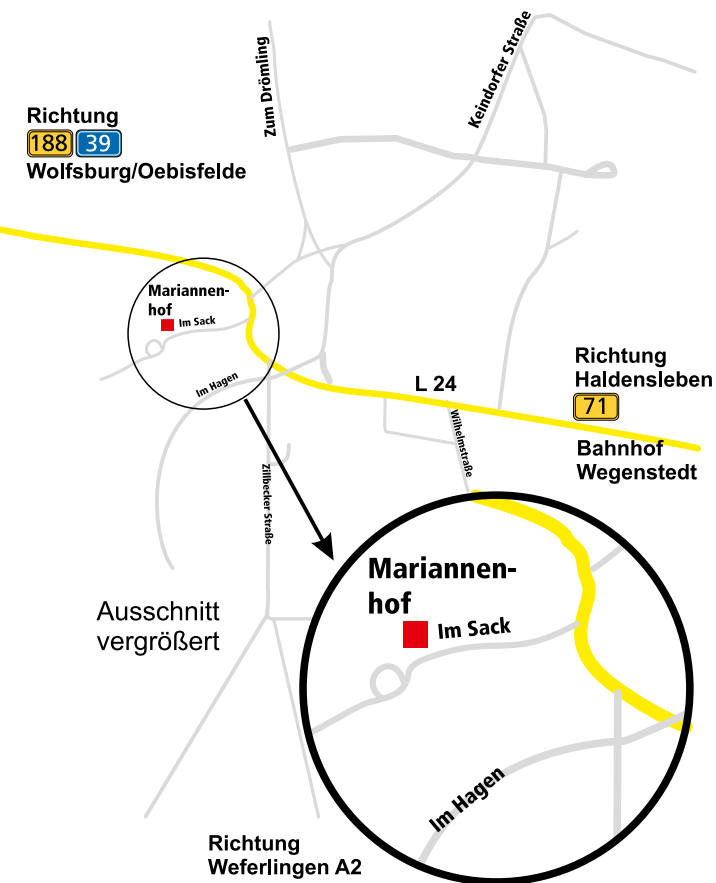 Zum Drömling
Keindorfer Straße
Richtung
188 39
Wolfsburg/Oebisfelde
Mariannen-
hof
Im Sack
Im Hagen
L 24
Richtung
Haldensleben
71
Bahnhof
Wegenstedt
Wilhelmstraße
Zillbecker Straße
Ausschnitt
vergrößert
Mariannen-
hof
Im Sack
Im Hagen
Richtung
Weferlingen A2